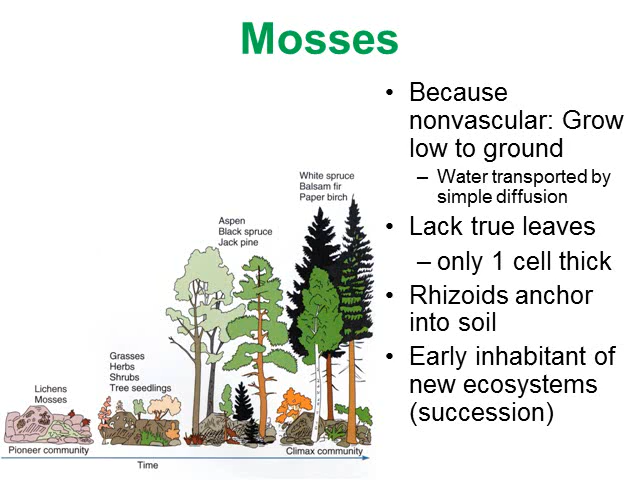 Mosses
• Because
nonvascular: Grow
low to ground
– Water transported by
simple diffusion
• Lack true leaves
– only 1 cell thick
• Rhizoids anchor
into soil
• Early inhabitant of
new ecosystems
(succession)
White spruce
Balsam fir
Paper birch
Aspen
Black spruce
Jack pine
Grasses
Herbs
Shrubs
Tree seedlings
Lichens
Mosses
Pioneer community
Climax community
Time